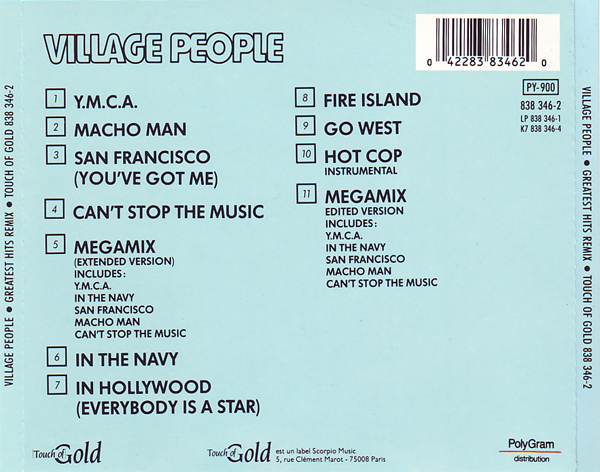 VILLAGE PEOPLE
0 42283 83462 0
PY-900
838 346-2
LP 838 346-1
K7 838 346-4
1 Y.M.C.A.
2 MACHO MAN
3 SAN FRANCISCO
(YOU'VE GOT ME)
4 CAN'T STOP THE MUSIC
5 MEGAMIX
(EXTENDED VERSION)
INCLUDES:
Y.M.C.A.
IN THE NAVY
SAN FRANCISCO
MACHO MAN
CAN'T STOP THE MUSIC
6 IN THE NAVY
7 IN HOLLYWOOD
(EVERYBODY IS A STAR)
8 FIRE ISLAND
9 GO WEST
10 HOT COP
INSTRUMENTAL
11 MEGAMIX
EDITED VERSION
INCLUDES:
Y.M.C.A.
IN THE NAVY
SAN FRANCISCO
MACHO MAN
CAN'T STOP THE MUSIC
Touch of Gold
Touch of Gold
est un label Scorpio Music
5, rue Clément Marot - 75008 Paris
PolyGram
distribution
VILLAGE PEOPLE • GREATEST HITS REMIX • TOUCH OF GOLD 838 346-2
VILLAGE PEOPLE • GREATEST HITS REMIX • TOUCH OF GOLD 838 346-2